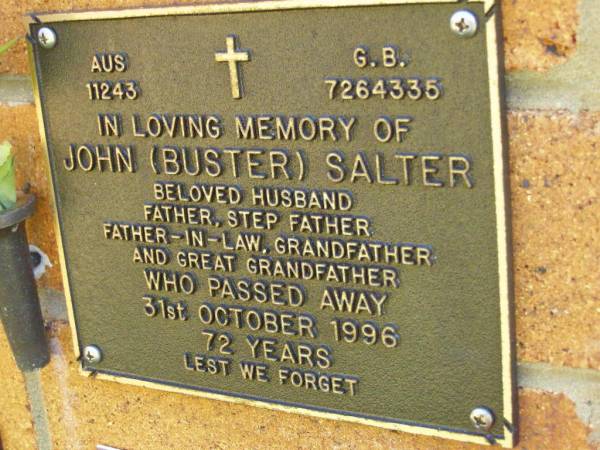 AUS G.B.
11243 7264335
IN LOVING MEMORY OF
JOHN (BUSTER) SALTER
BELOVED HUSBAND
FATHER, STEP FATHER
FATHER-IN-LAW, GRANDFATHER
AND GREAT GRANDFATHER
WHO PASSED AWAY
31st OCTOBER 1996
72 YEARS
LEST WE FORGET